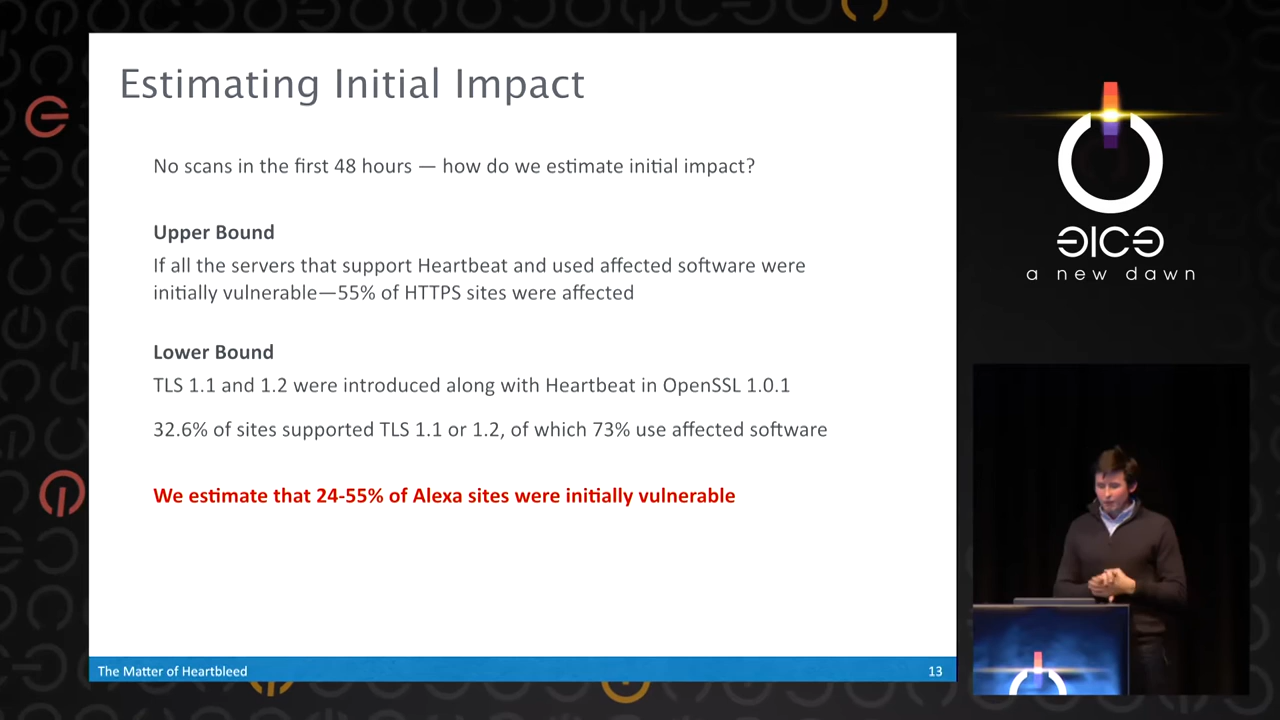 Estimating Initial Impact
No scans in the first 48 hours — how do we estimate initial impact?
Upper Bound
If all the servers that support Heartbeat and used affected software were
initially vulnerable—55% of HTTPS sites were affected
Lower Bound
TLS 1.1 and 1.2 were introduced along with Heartbeat in OpenSSL 1.0.1
32.6% of sites supported TLS 1.1 or 1.2, of which 73% use affected software
We estimate that 24-55% of Alexa sites were initially vulnerable
The Matter of Heartbleed
13
a new dawn